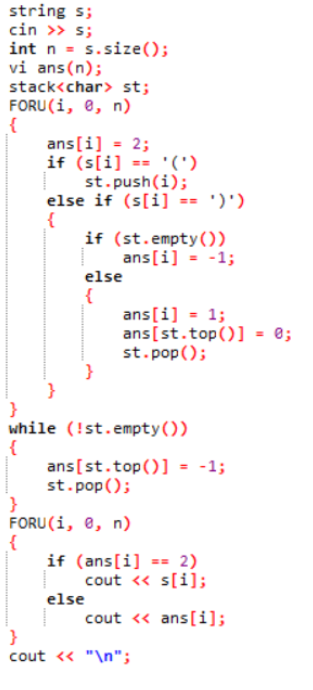 string s;
cin >> s;
int n = s.size();
vi ans(n);
stack<char> st;
FORU(i, 0, n)
{
    ans[i] = 2;
    if (s[i] == '(')
        st.push(i);
    else if (s[i] == ')')
    {
        if (st.empty())
            ans[i] = -1;
        else
        {
            ans[i] = 1;
            ans[st.top()] = 0;
            st.pop();
        }
    }
}
while (!st.empty())
{
    ans[st.top()] = -1;
    st.pop();
}
FORU(i, 0, n)
{
    if (ans[i] == 2)
        cout << s[i];
    else
        cout << ans[i];
}
cout << "\n";